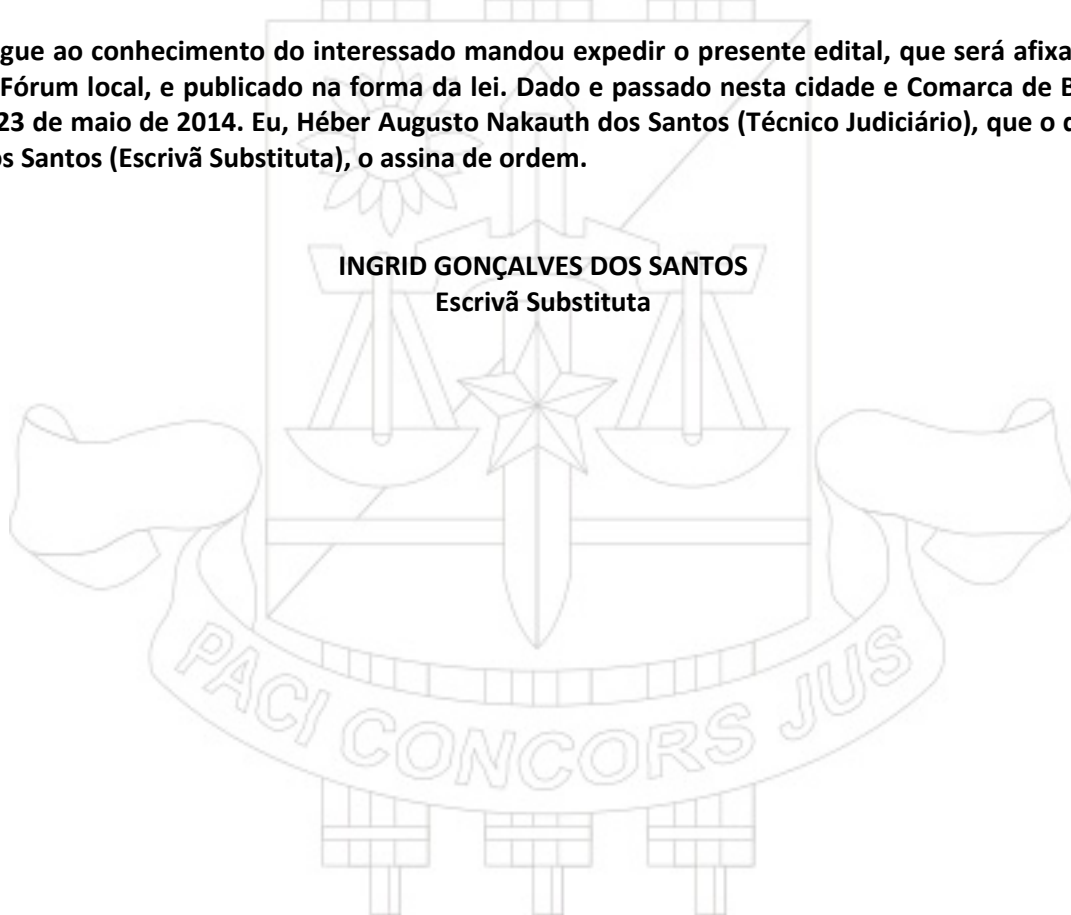 gue ao conhecimento do interessado mandou expedir o presente edital, que será afixa
Fórum local, e publicado na forma da lei. Dado e passado nesta cidade e Comarca de B
23 de maio de 2014. Eu, Héber Augusto Nakauth dos Santos (Técnico Judiciário), que o
os Santos (Escrivã Substituta), o assina de ordem.
INGRID GONÇALVES DOS SANTOS
Escrivã Substituta
PACI CONCORS JUS